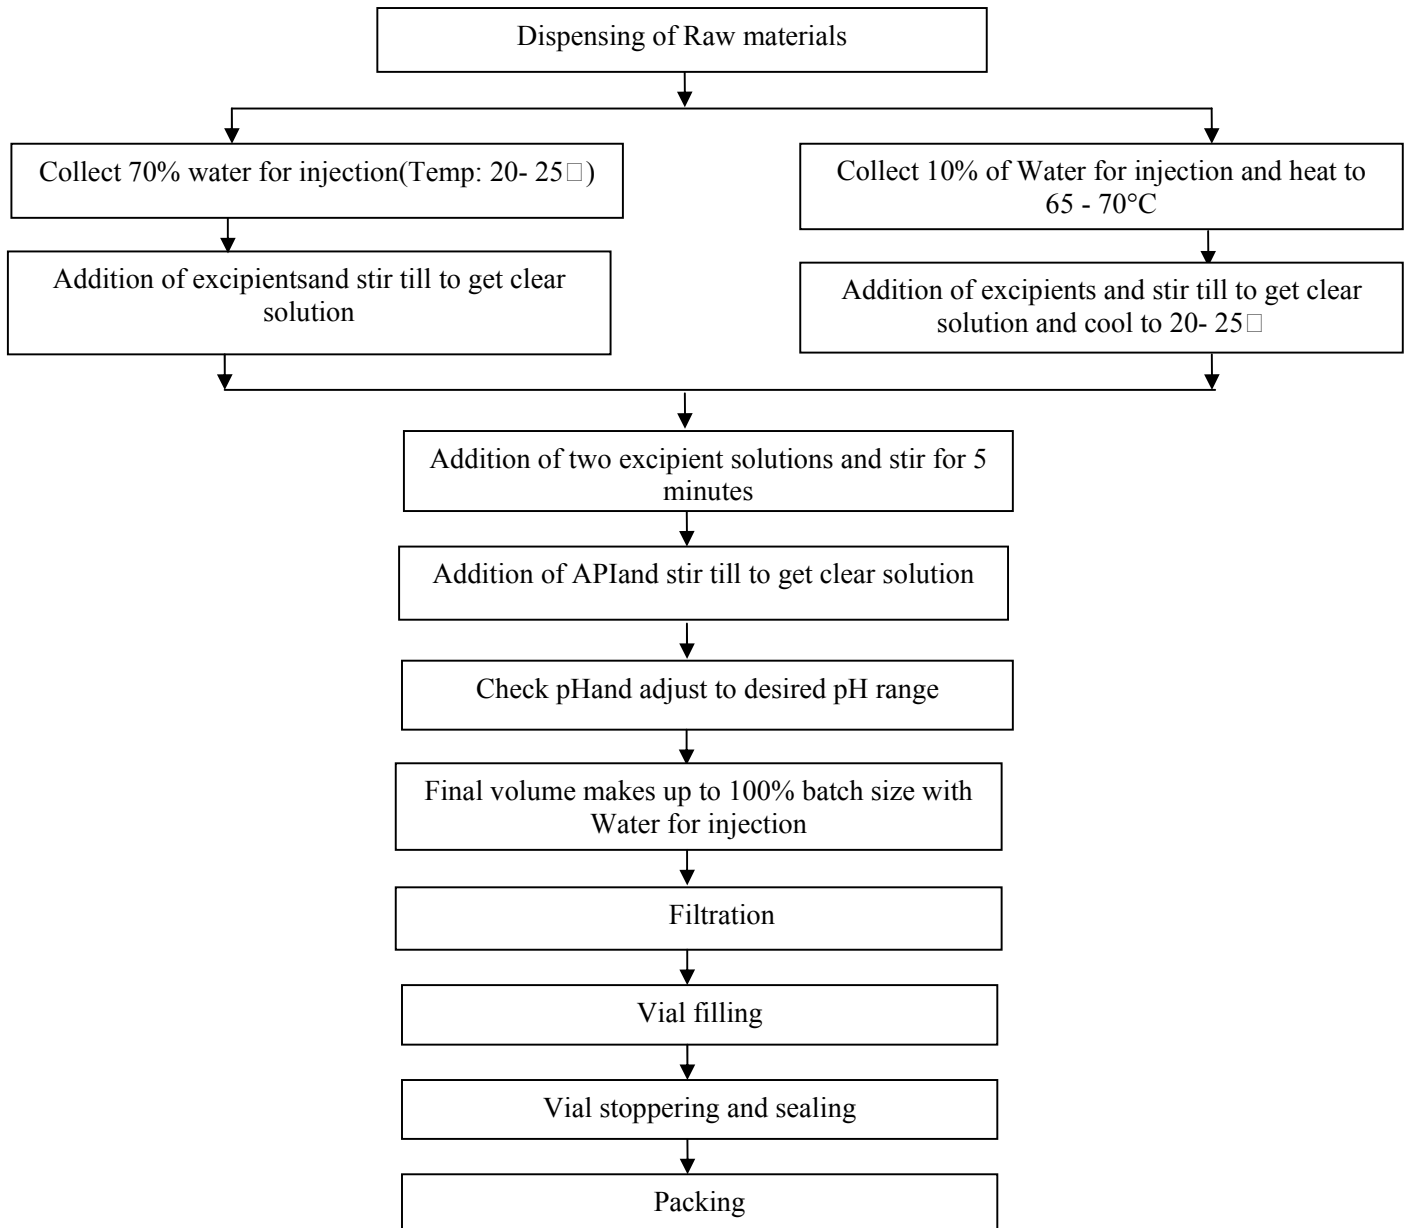 Dispensing of Raw materials
Collect 70% water for injection(Temp: 20- 25□)
Collect 10% of Water for injection and heat to
65 - 70°C
Addition of excipientsand stir till to get clear
solution
Addition of excipients and stir till to get clear
solution and cool to 20- 25□
Addition of two excipient solutions and stir for 5
minutes
Addition of APIand stir till to get clear solution
Check pHand adjust to desired pH range
Final volume makes up to 100% batch size with
Water for injection
Filtration
Vial filling
Vial stoppering and sealing
Packing